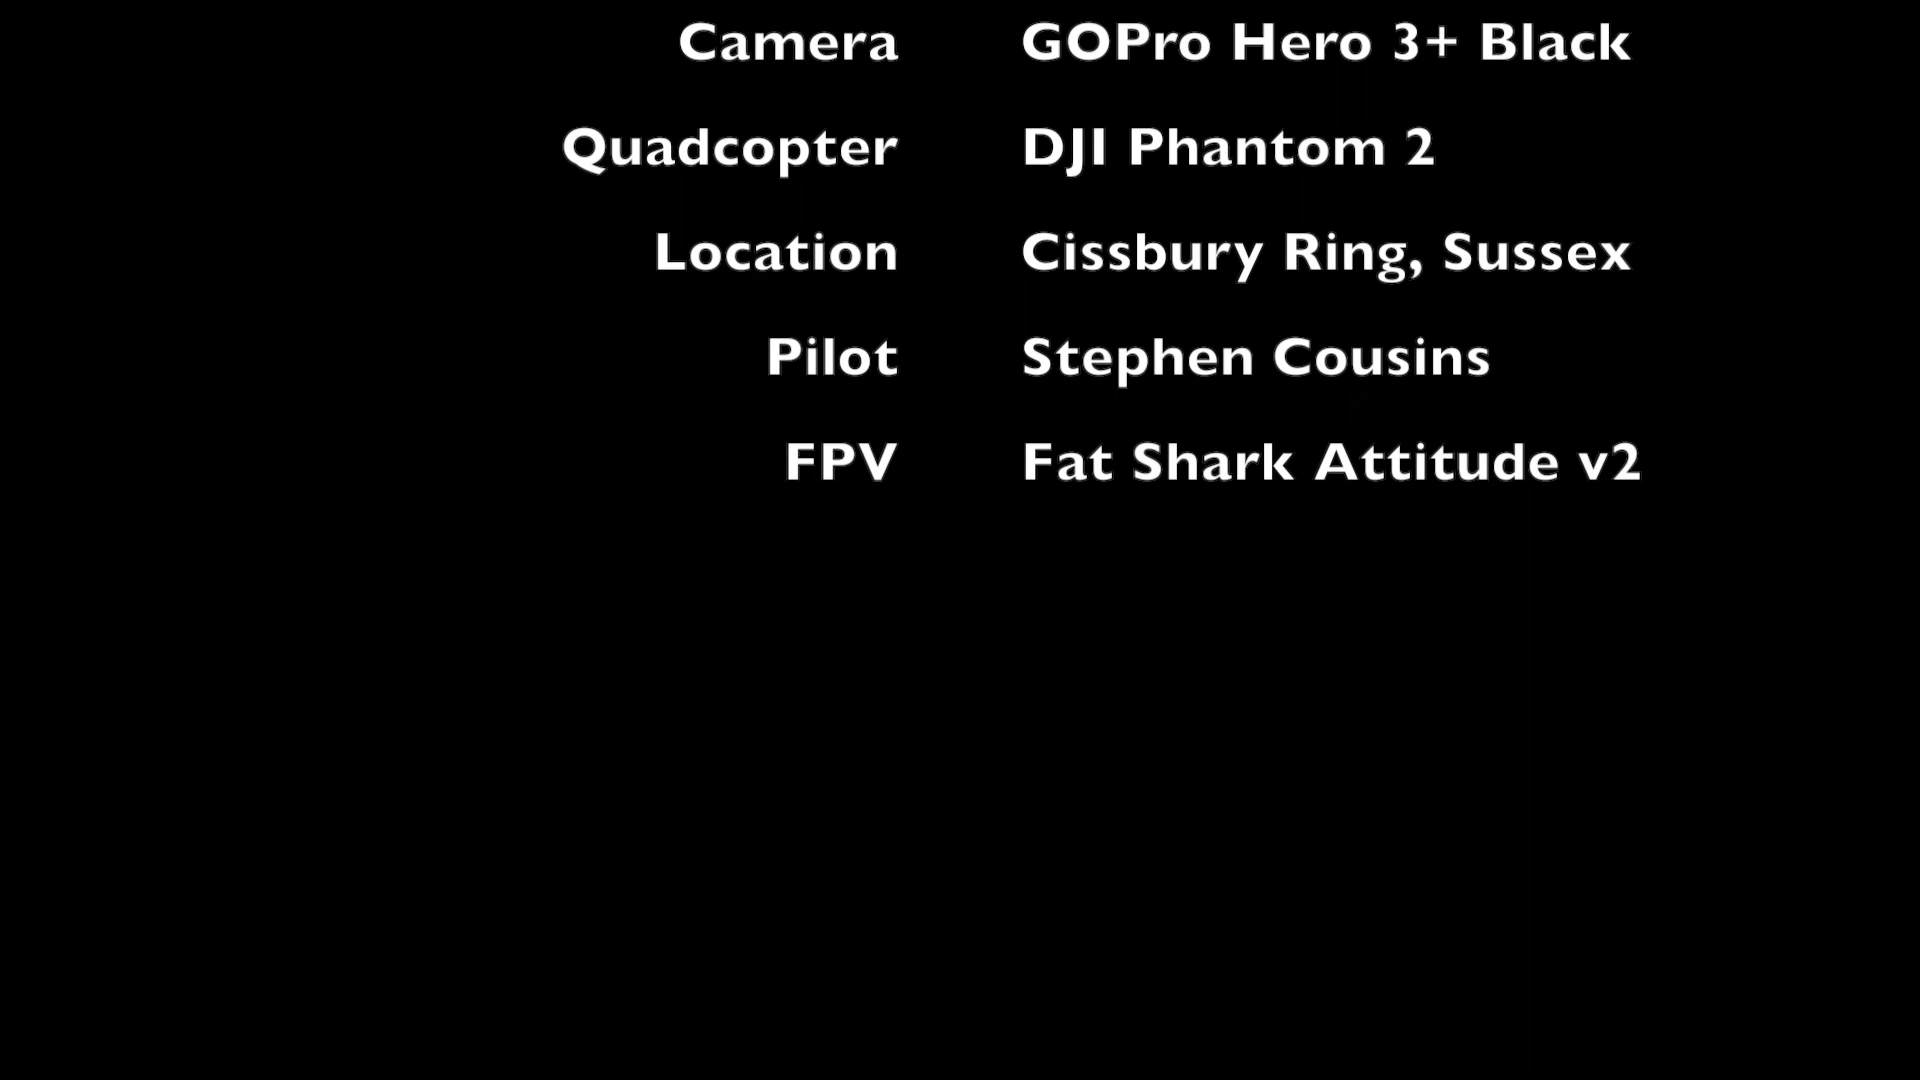 Camera GOPro Hero 3+ Black
Quadcopter DJI Phantom 2
Location Cissbury Ring, Sussex
Pilot Stephen Cousins
FPV Fat Shark Attitude v2